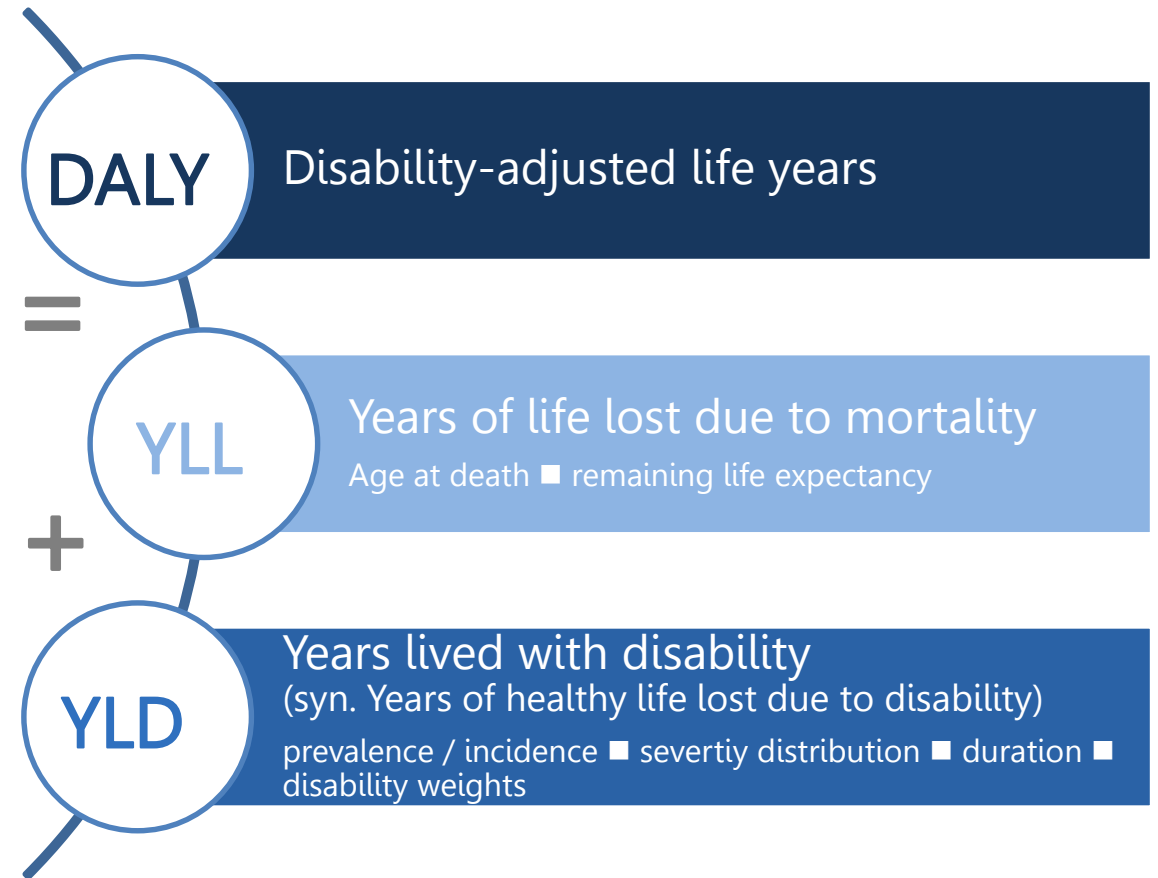 DALY
Disability-adjusted life years
=
YLL
Years of life lost due to mortality
Age at death ■ remaining life expectancy
+
YLD
Years lived with disability
(syn. Years of healthy life lost due to disability)
prevalence / incidence ■ severtiy distribution ■ duration ■
disability weights